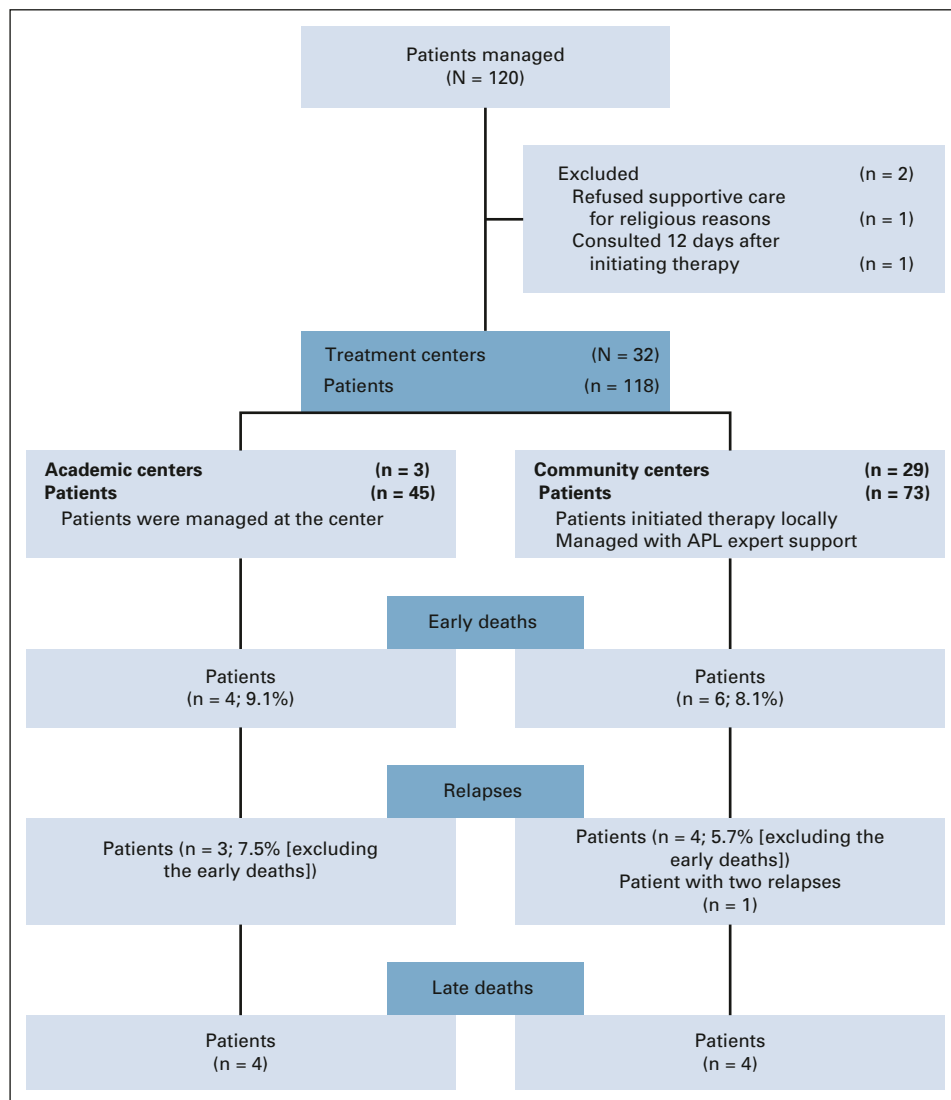 Patients managed
(N = 120)
Excluded (n = 2)
Refused supportive care
for religious reasons (n = 1)
Consulted 12 days after
initiating therapy (n = 1)
Treatment centers (N = 32)
Patients (n = 118)
Academic centers (n = 3)
Patients (n = 45)
Patients were managed at the center
Community centers (n = 29)
Patients (n = 73)
Patients initiated therapy locally
Managed with APL expert support
Early deaths
Patients
(n = 4; 9.1%)
Patients
(n = 6; 8.1%)
Relapses
Patients (n = 3; 7.5% [excluding
the early deaths])
Patients (n = 4; 5.7% [excluding the
early deaths])
Patient with two relapses
(n = 1)
Late deaths
Patients
(n = 4)
Patients
(n = 4)